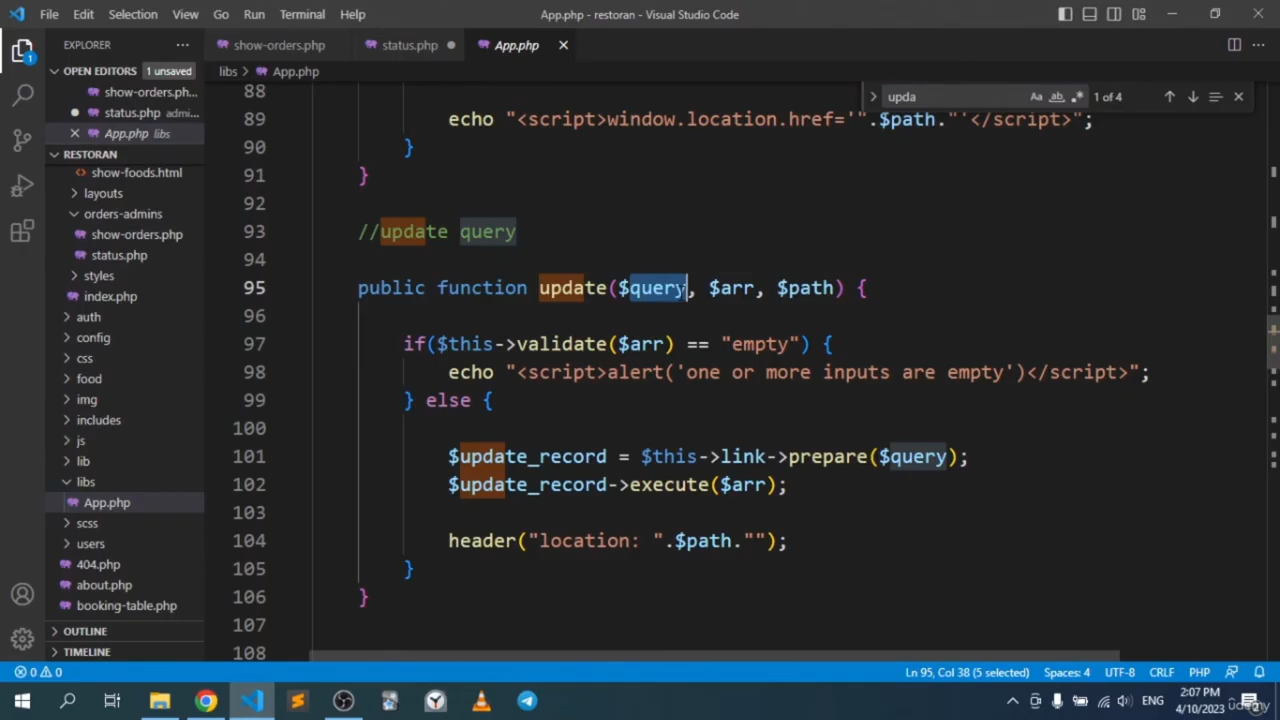 File Edit Selection View Go Run Terminal Help App.php - restoran - Visual Studio Code
EXPLORER
show-orders.php status.php App.php
OPEN EDITORS 1 unsaved
show-orders.ph...
status.php admin...
App.php libs
RESTORAN
show-foods.html
layouts
orders-admins
show-orders.php
status.php
styles
index.php
auth
config
css
food
img
includes
js
lib
libs
App.php
scss
users
404.php
about.php
booking-table.php
OUTLINE
TIMELINE
libs > App.php
upda Aa ab 1 of 4
88
89 echo "<script>window.location.href='".$path."'</script>";
90 }
91 }
92
93 //update query
94
95 public function update($query, $arr, $path) {
96
97 if($this->validate($arr) == "empty") {
98 echo "<script>alert('one or more inputs are empty')</script>";
99 } else {
100
101 $update_record = $this->link->prepare($query);
102 $update_record->execute($arr);
103
104 header("location: ".$path."");
105 }
106 }
107
108
0 0 Ln 95, Col 38 (5 selected) Spaces: 4 UTF-8 CRLF PHP
ENG 2:07 PM
4/10/2023
udemy